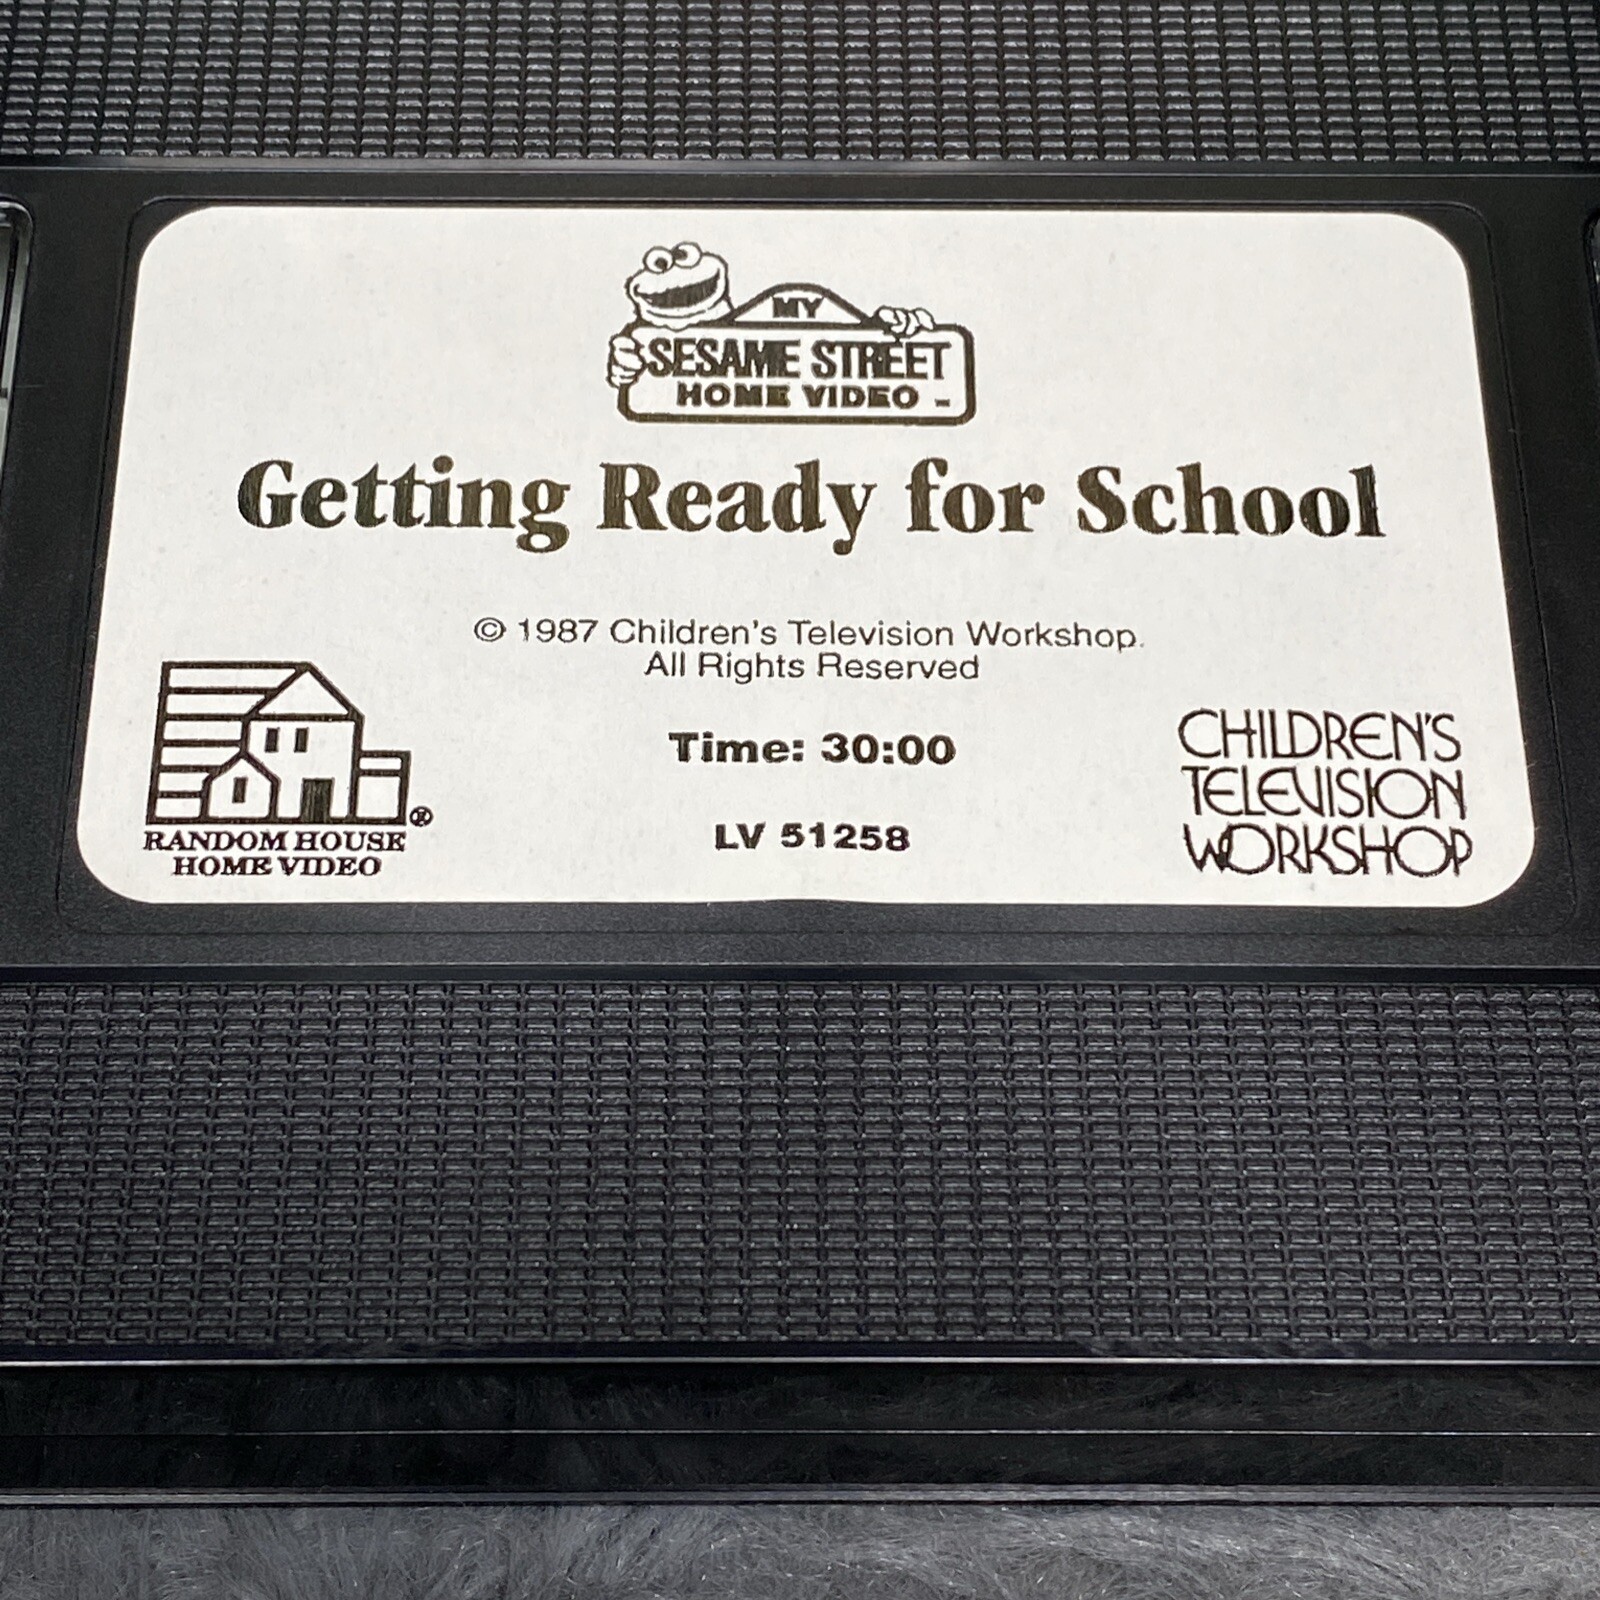 MY
SESAME STREET
HOME VIDEO ™
Getting Ready for School
© 1987 Children's Television Workshop.
All Rights Reserved
Time: 30:00
LV 51258
RANDOM HOUSE ®
HOME VIDEO
CHILDREN'S
TELEVISION
WORKSHOP